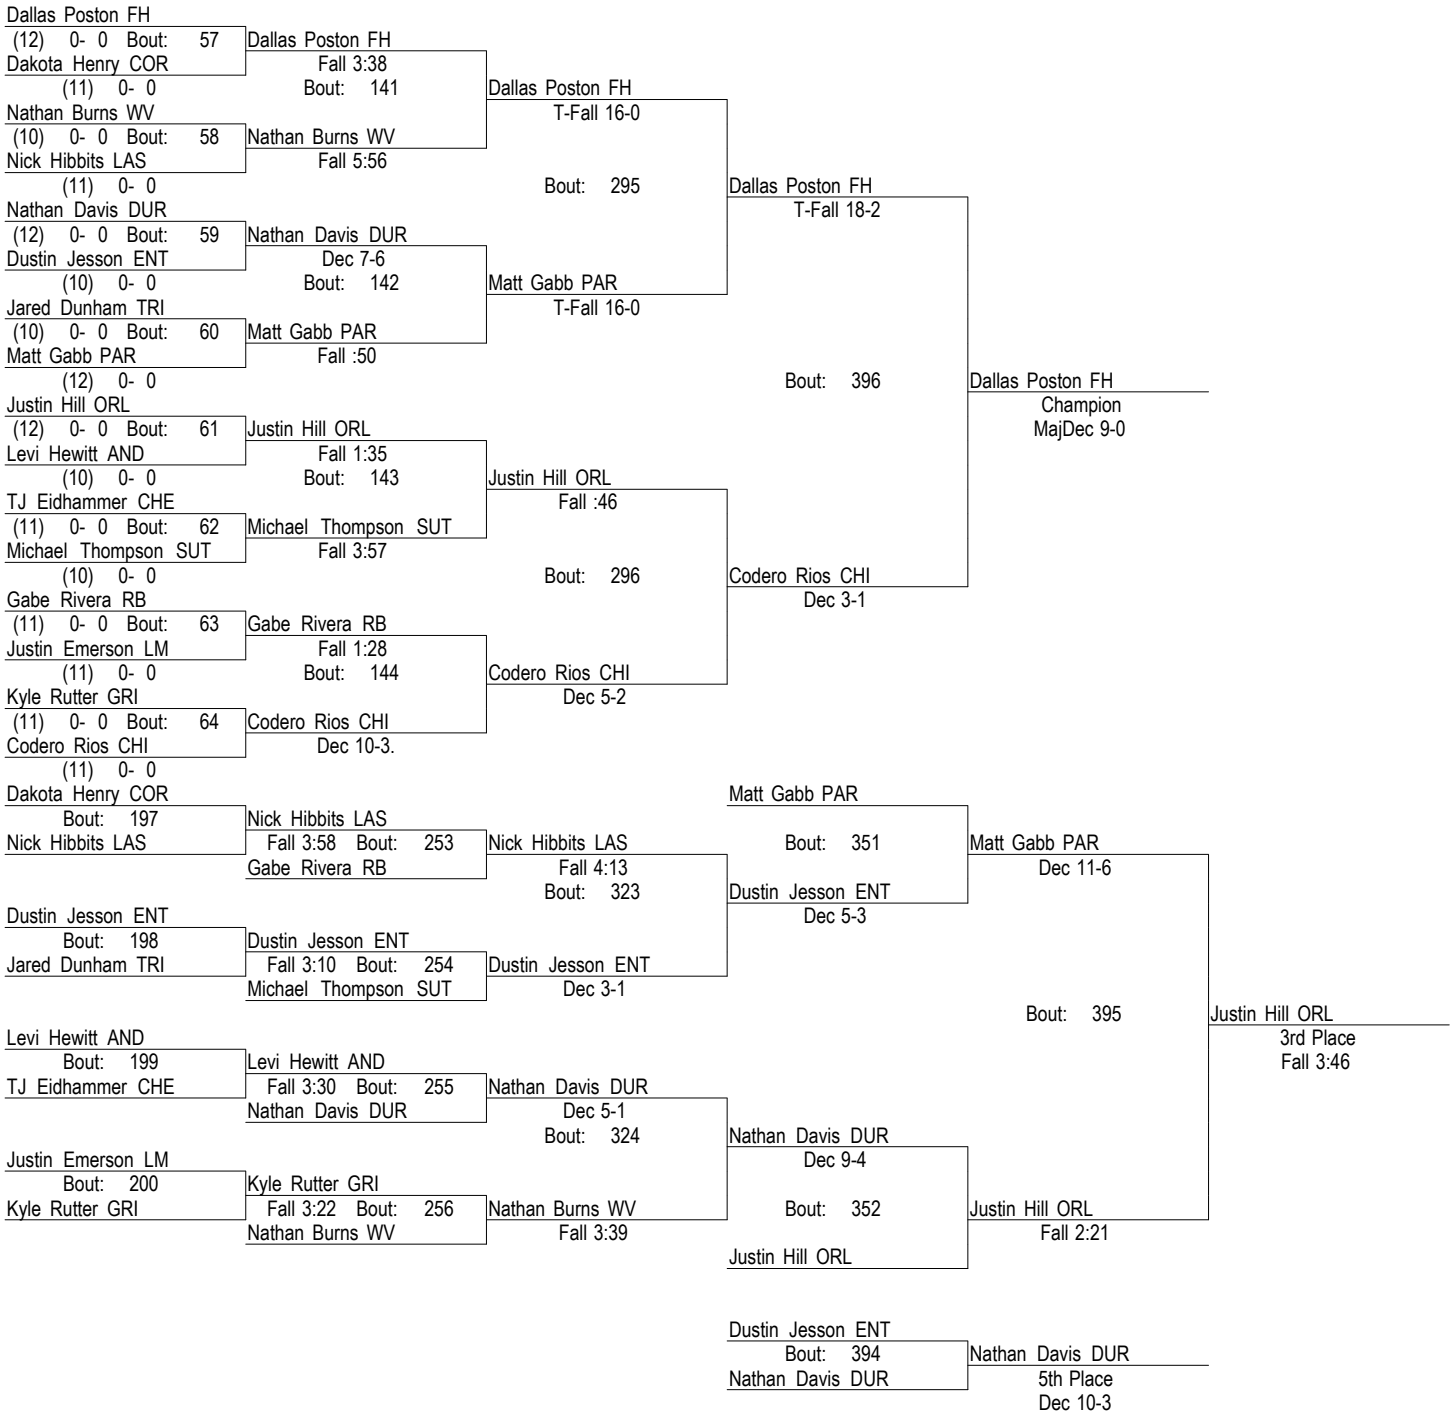 Dallas Poston FH
(12) 0- 0 Bout: 57 Dallas Poston FH
Dakota Henry COR Fall 3:38
(11) 0- 0 Bout: 141 Dallas Poston FH
Nathan Burns WV T-Fall 16-0
(10) 0- 0 Bout: 58 Nathan Burns WV
Nick Hibbits LAS Fall 5:56
(11) 0- 0 Bout: 295 Dallas Poston FH
Nathan Davis DUR T-Fall 18-2
(12) 0- 0 Bout: 59 Nathan Davis DUR
Dustin Jesson ENT Dec 7-6
(10) 0- 0 Bout: 142 Matt Gabb PAR
Jared Dunham TRI T-Fall 16-0
(10) 0- 0 Bout: 60 Matt Gabb PAR
Matt Gabb PAR Fall :50
(12) 0- 0 Bout: 396 Dallas Poston FH
Justin Hill ORL Champion
(12) 0- 0 Bout: 61 Justin Hill ORL MajDec 9-0
Levi Hewitt AND Fall 1:35
(10) 0- 0 Bout: 143 Justin Hill ORL
TJ Eidhammer CHE Fall :46
(11) 0- 0 Bout: 62 Michael Thompson SUT
Michael Thompson SUT Fall 3:57
(10) 0- 0 Bout: 296 Codero Rios CHI
Gabe Rivera RB Dec 3-1
(11) 0- 0 Bout: 63 Gabe Rivera RB
Justin Emerson LM Fall 1:28
(11) 0- 0 Bout: 144 Codero Rios CHI
Kyle Rutter GRI Dec 5-2
(11) 0- 0 Bout: 64 Codero Rios CHI
Codero Rios CHI Dec 10-3.
(11) 0- 0
Dakota Henry COR Matt Gabb PAR
Bout: 197 Nick Hibbits LAS
Nick Hibbits LAS Fall 3:58 Bout: 253 Nick Hibbits LAS Bout: 351 Matt Gabb PAR
Gabe Rivera RB Fall 4:13 Dec 11-6
Bout: 323 Dustin Jesson ENT
Dustin Jesson ENT Dec 5-3
Bout: 198 Dustin Jesson ENT
Jared Dunham TRI Fall 3:10 Bout: 254 Dustin Jesson ENT
Michael Thompson SUT Dec 3-1
Bout: 395 Justin Hill ORL
Levi Hewitt AND 3rd Place
Bout: 199 Levi Hewitt AND Fall 3:46
TJ Eidhammer CHE Fall 3:30 Bout: 255 Nathan Davis DUR
Nathan Davis DUR Dec 5-1
Bout: 324 Nathan Davis DUR
Justin Emerson LM Dec 9-4
Bout: 200 Kyle Rutter GRI
Kyle Rutter GRI Fall 3:22 Bout: 256 Nathan Burns WV Bout: 352 Justin Hill ORL
Nathan Burns WV Fall 3:39 Fall 2:21
Justin Hill ORL
Dustin Jesson ENT
Bout: 394 Nathan Davis DUR
Nathan Davis DUR 5th Place
Dec 10-3